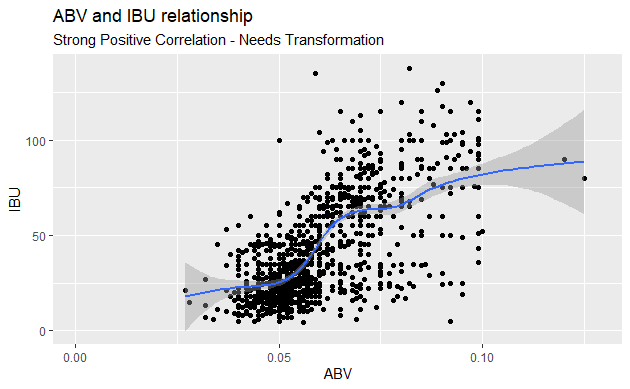 ABV and IBU relationship
Strong Positive Correlation - Needs Transformation
IBU
100
50
0
0.00 0.05 0.10
ABV